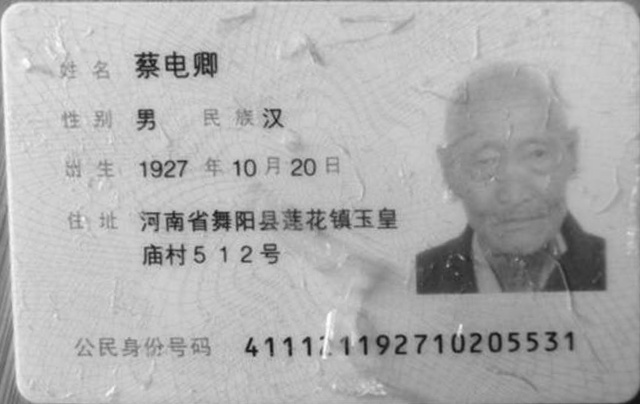 姓名 蔡电卿
性别 男 民族 汉
出生 1927 年 10 月 20 日
住址 河南省舞阳县莲花镇玉皇
庙村512号
公民身份号码 411121192710205531